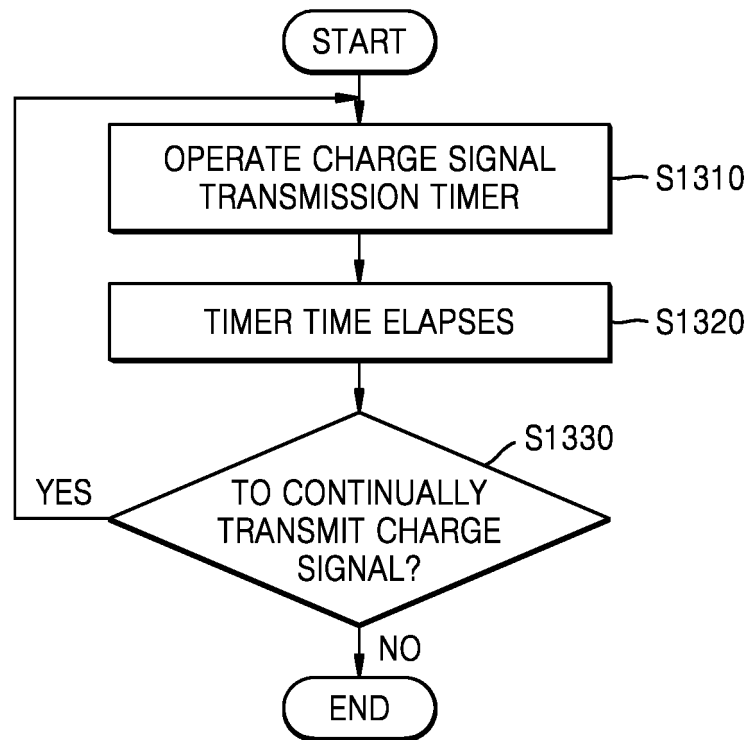 START
OPERATE CHARGE SIGNAL
TRANSMISSION TIMER
S1310
TIMER TIME ELAPSES
S1320
S1330
YES
TO CONTINUALLY
TRANSMIT CHARGE
SIGNAL?
NO
END